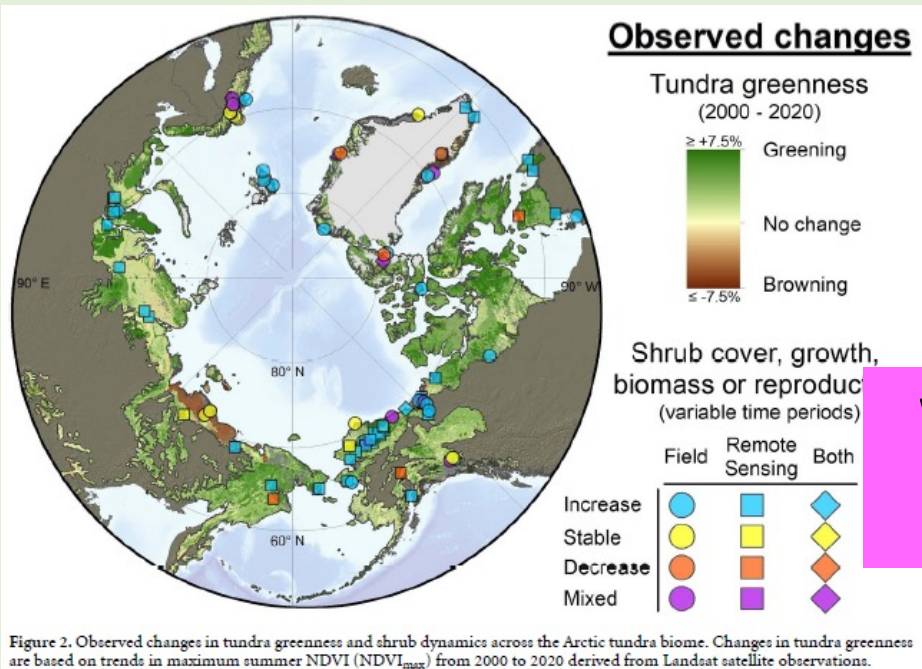 Observed changes
Tundra greenness
(2000 - 2020)
≥ +7.5%
Greening
No change
Browning
≤ -7.5%
90° E
90° W
80° N
60° N
Shrub cover, growth,
biomass or reproduc
(variable time periods)
Field
Remote
Sensing
Both
Increase
Stable
Decrease
Mixed
Figure 2. Observed changes in tundra greenness and shrub dynamics across the Arctic tundra biome. Changes in tundra greenness
are based on trends in maximum summer NDVI (NDVImax) from 2000 to 2020 derived from Landsat satellite observations.